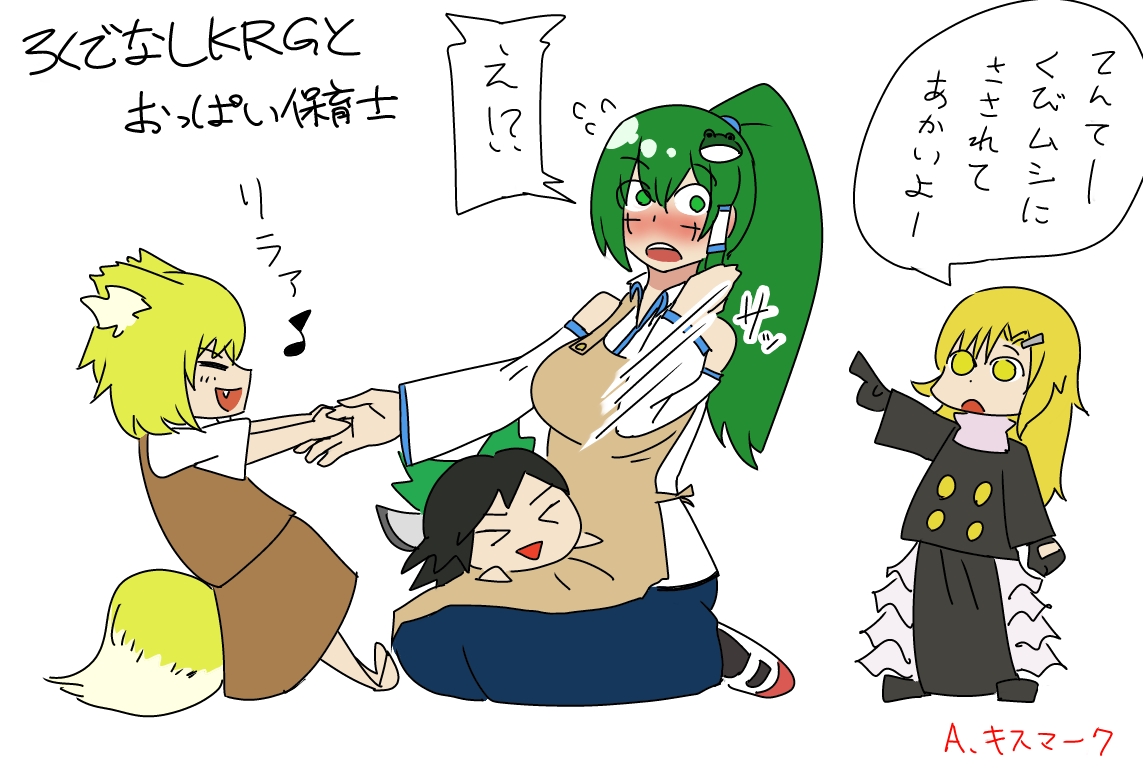 ろくでなしKRGと
おっぱい保育士
え!?
てんてー
くびムシに
さされて
あかいよー
リラァ♪
サッ
A、キスマーク